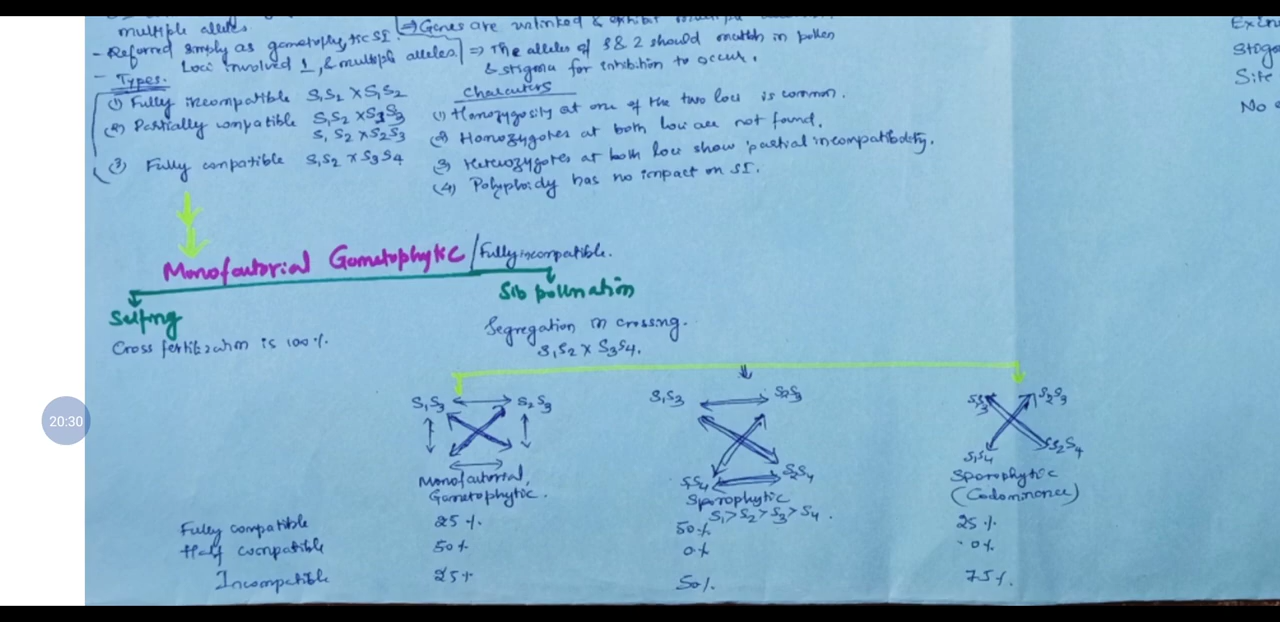 multiple alleles
- Referred simply as gametophytic SI.
Loci involved 1, & multiple alleles
- Types.
(1) Fully incompatible S1S2 X S1S2
(2) Partially compatible S1S2 X S1S3
S1S2 X S2S3
(3) Fully compatible S1S2 X S3S4
⇒ Genes are unlinked & exhibit
⇒ The alleles of S & Z should match in pollen
& stigma for inhibition to occur.
Characters
(1) Homozygosity at one of the two loci is common.
(2) Homozygotes at both loci are not found.
(3) Heterozygotes at both loci show partial incompatibility.
(4) Polyploidy has no impact on SI.
Exine
Stigma
Site
No
Monofactorial Gametophytic / Fully incompatible.
Selfing
Cross fertilization is 100%.
Sib pollination
Segregation in crossing.
S1S2 X S3S4.
20:30
S1S3 S2S3
S1S3 S2S3
S1S3 S2S3
S1S4 S2S4
S1S4 S2S4
Monofactorial, Sporophytic Sporophytic
Gametophytic. S1>S2>S3>S4. (Codominance)
Fully compatible 25% 50% 25%
Half compatible 50% 0% 0%
Incompatible 25% 50% 75%.